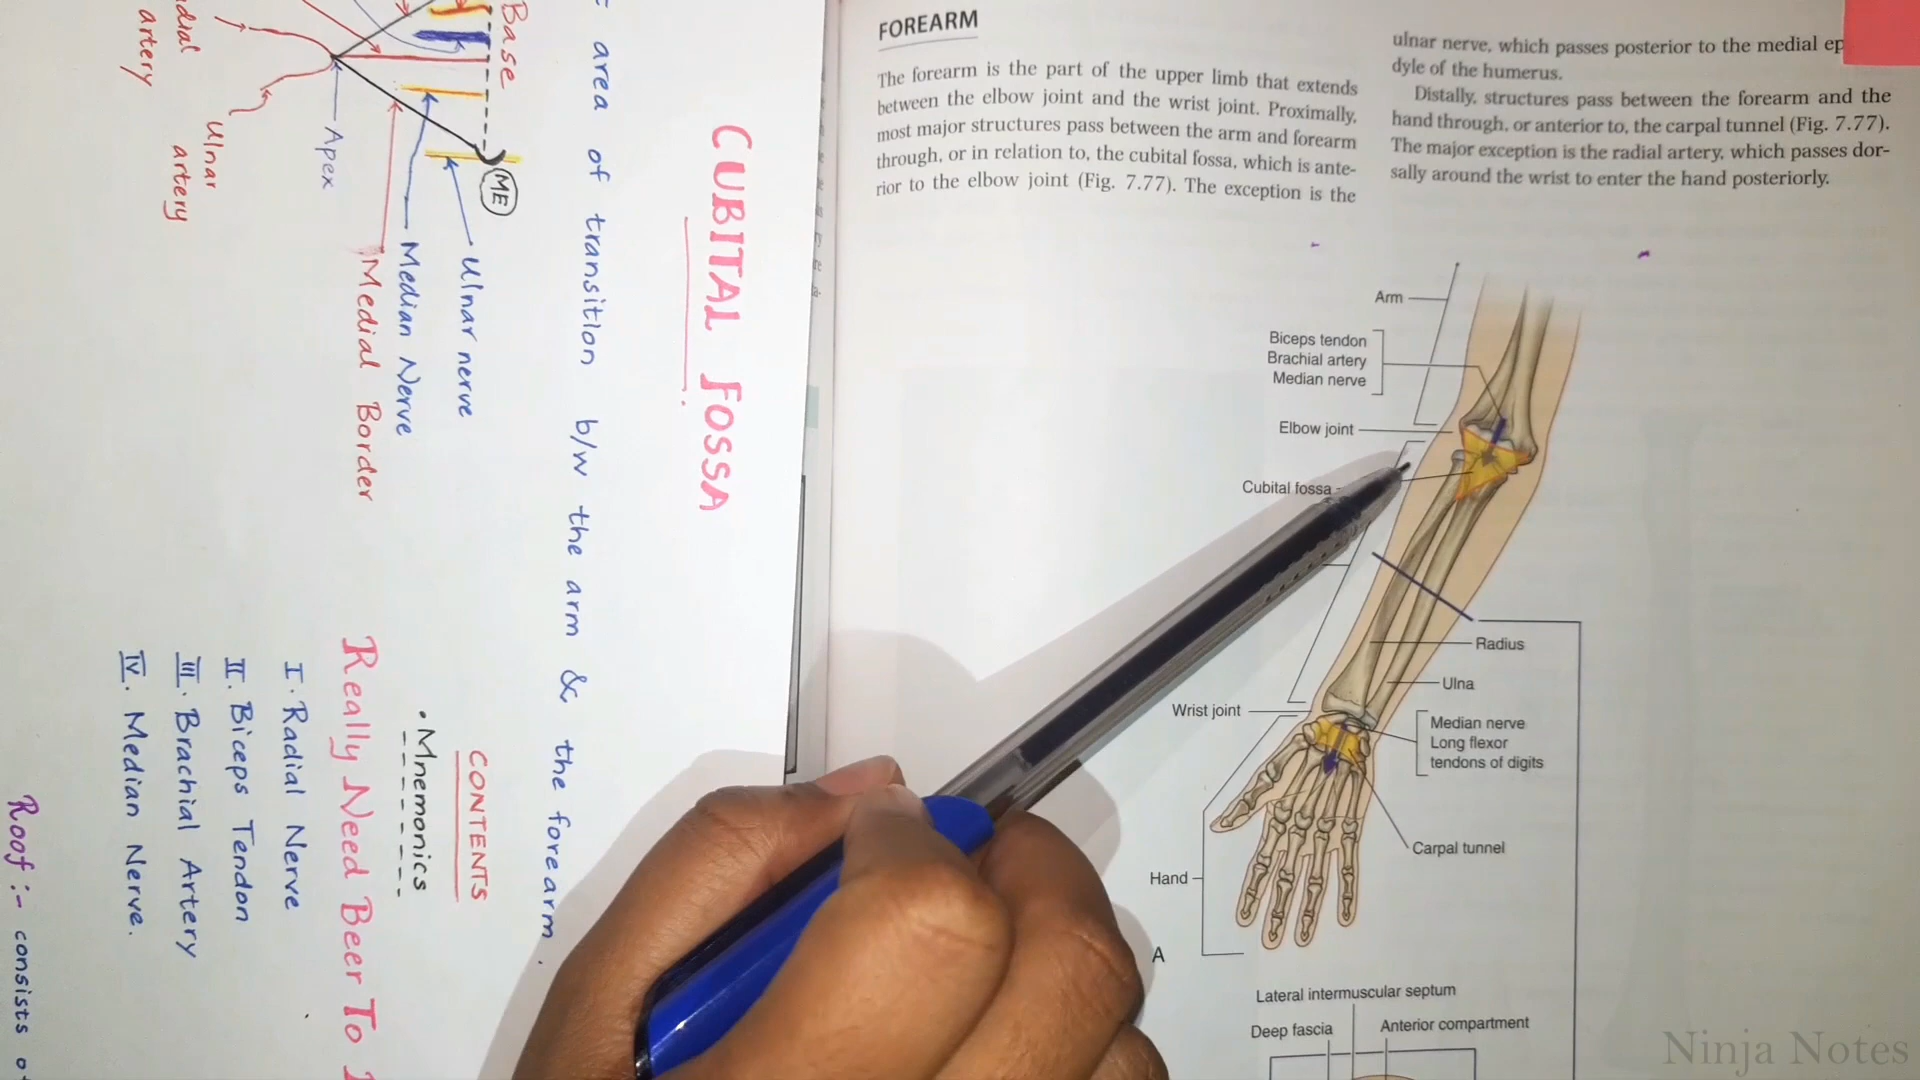 CUBITAL FOSSA
area of transition b/w the arm & the forearm.
Base
ME
Ulnar nerve
Median Nerve
Medial Border
Apex
Ulnar
artery
artery
CONTENTS
• Mnemonics
Really Need Beer To
I. Radial Nerve
II. Biceps Tendon
III. Brachial Artery
IV. Median Nerve.
Roof :- consists
FOREARM
The forearm is the part of the upper limb that extends
between the elbow joint and the wrist joint. Proximally,
most major structures pass between the arm and forearm
through, or in relation to, the cubital fossa, which is ante-
rior to the elbow joint (Fig. 7.77). The exception is the
ulnar nerve, which passes posterior to the medial ep
dyle of the humerus.
Distally, structures pass between the forearm and the
hand through, or anterior to, the carpal tunnel (Fig. 7.77).
The major exception is the radial artery, which passes dor-
sally around the wrist to enter the hand posteriorly.
Arm
Biceps tendon
Brachial artery
Median nerve
Elbow joint
Cubital fossa
Radius
Ulna
Wrist joint
Median nerve
Long flexor
tendons of digits
Carpal tunnel
Hand
A
Lateral intermuscular septum
Deep fascia
Anterior compartment
Ninja Notes